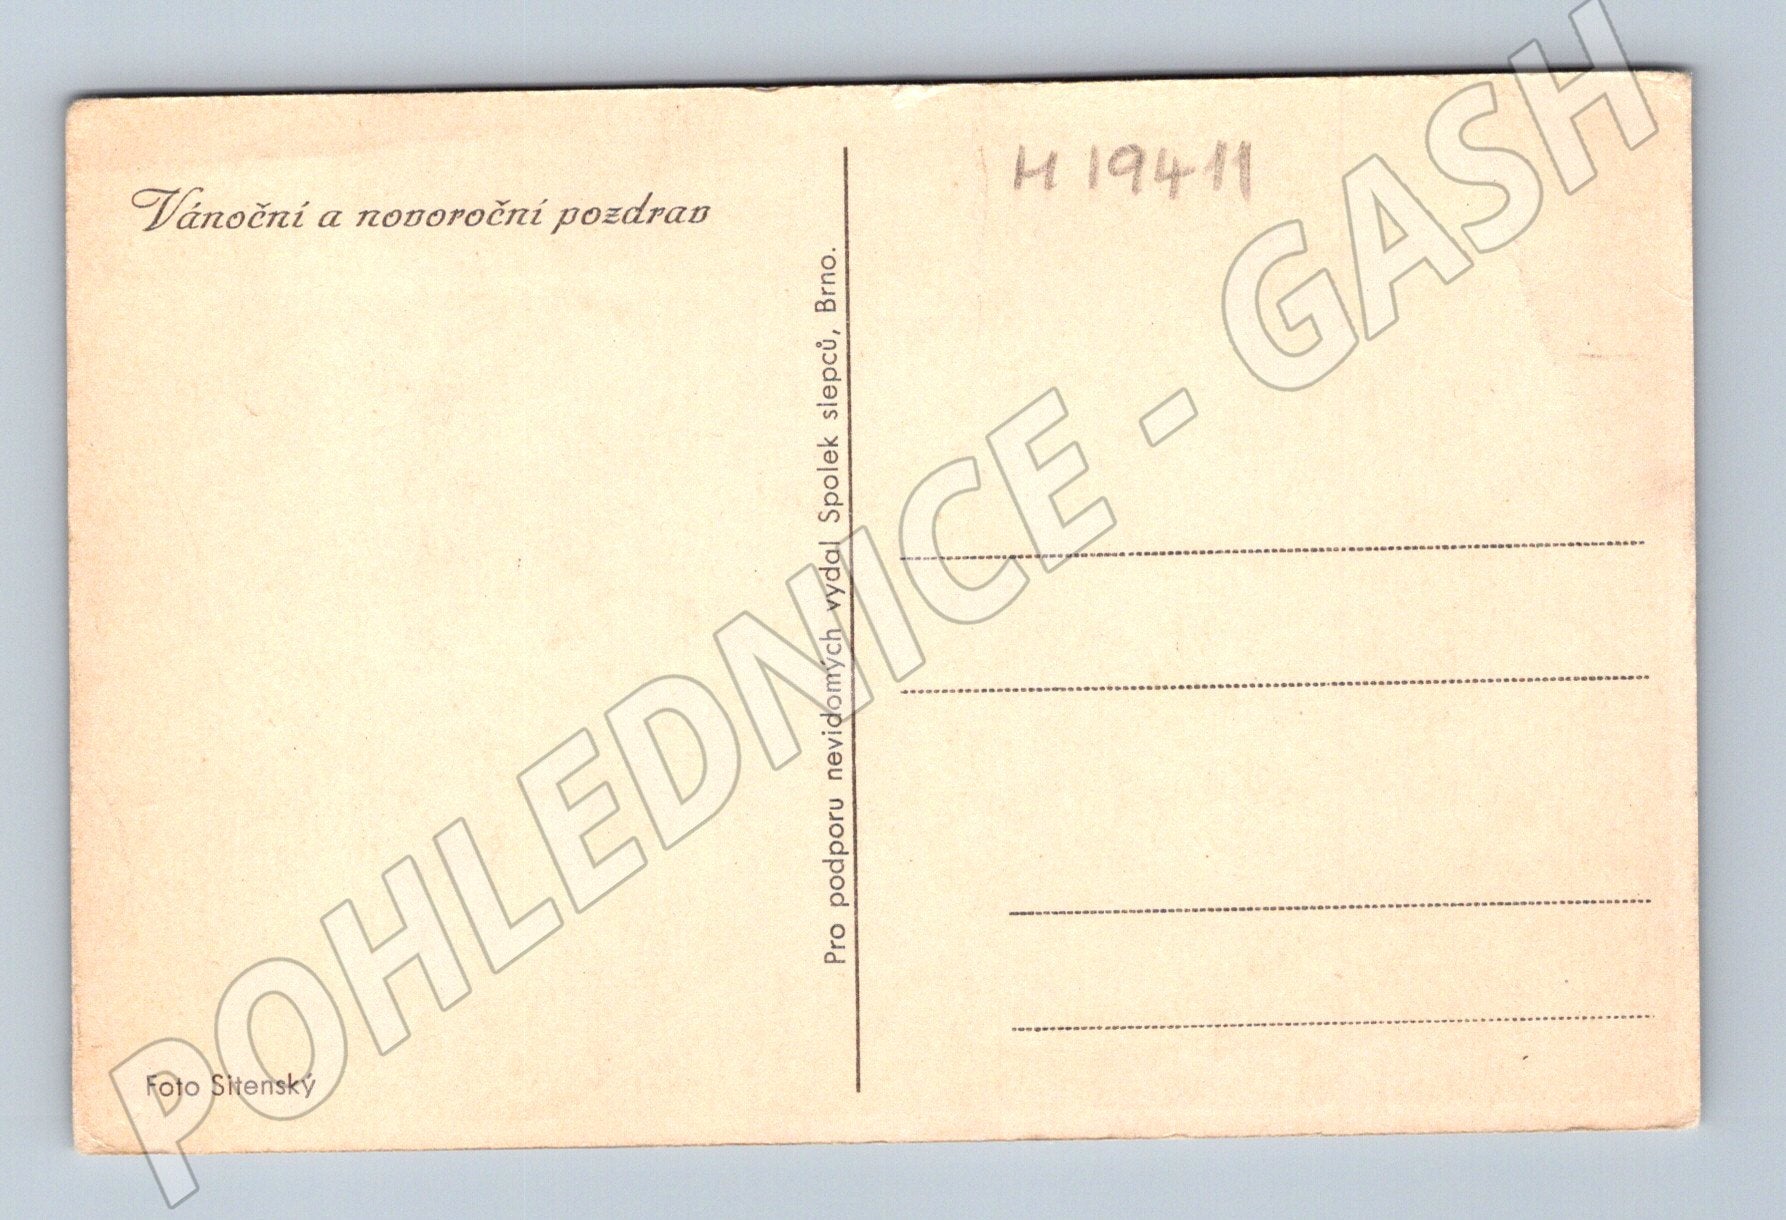 Vánoční a novoroční pozdrav
H 19411
Pro podporu nevidomých vydal Spolek slepců, Brno.
Foto Sitenský
POHLEDNICE - GASH